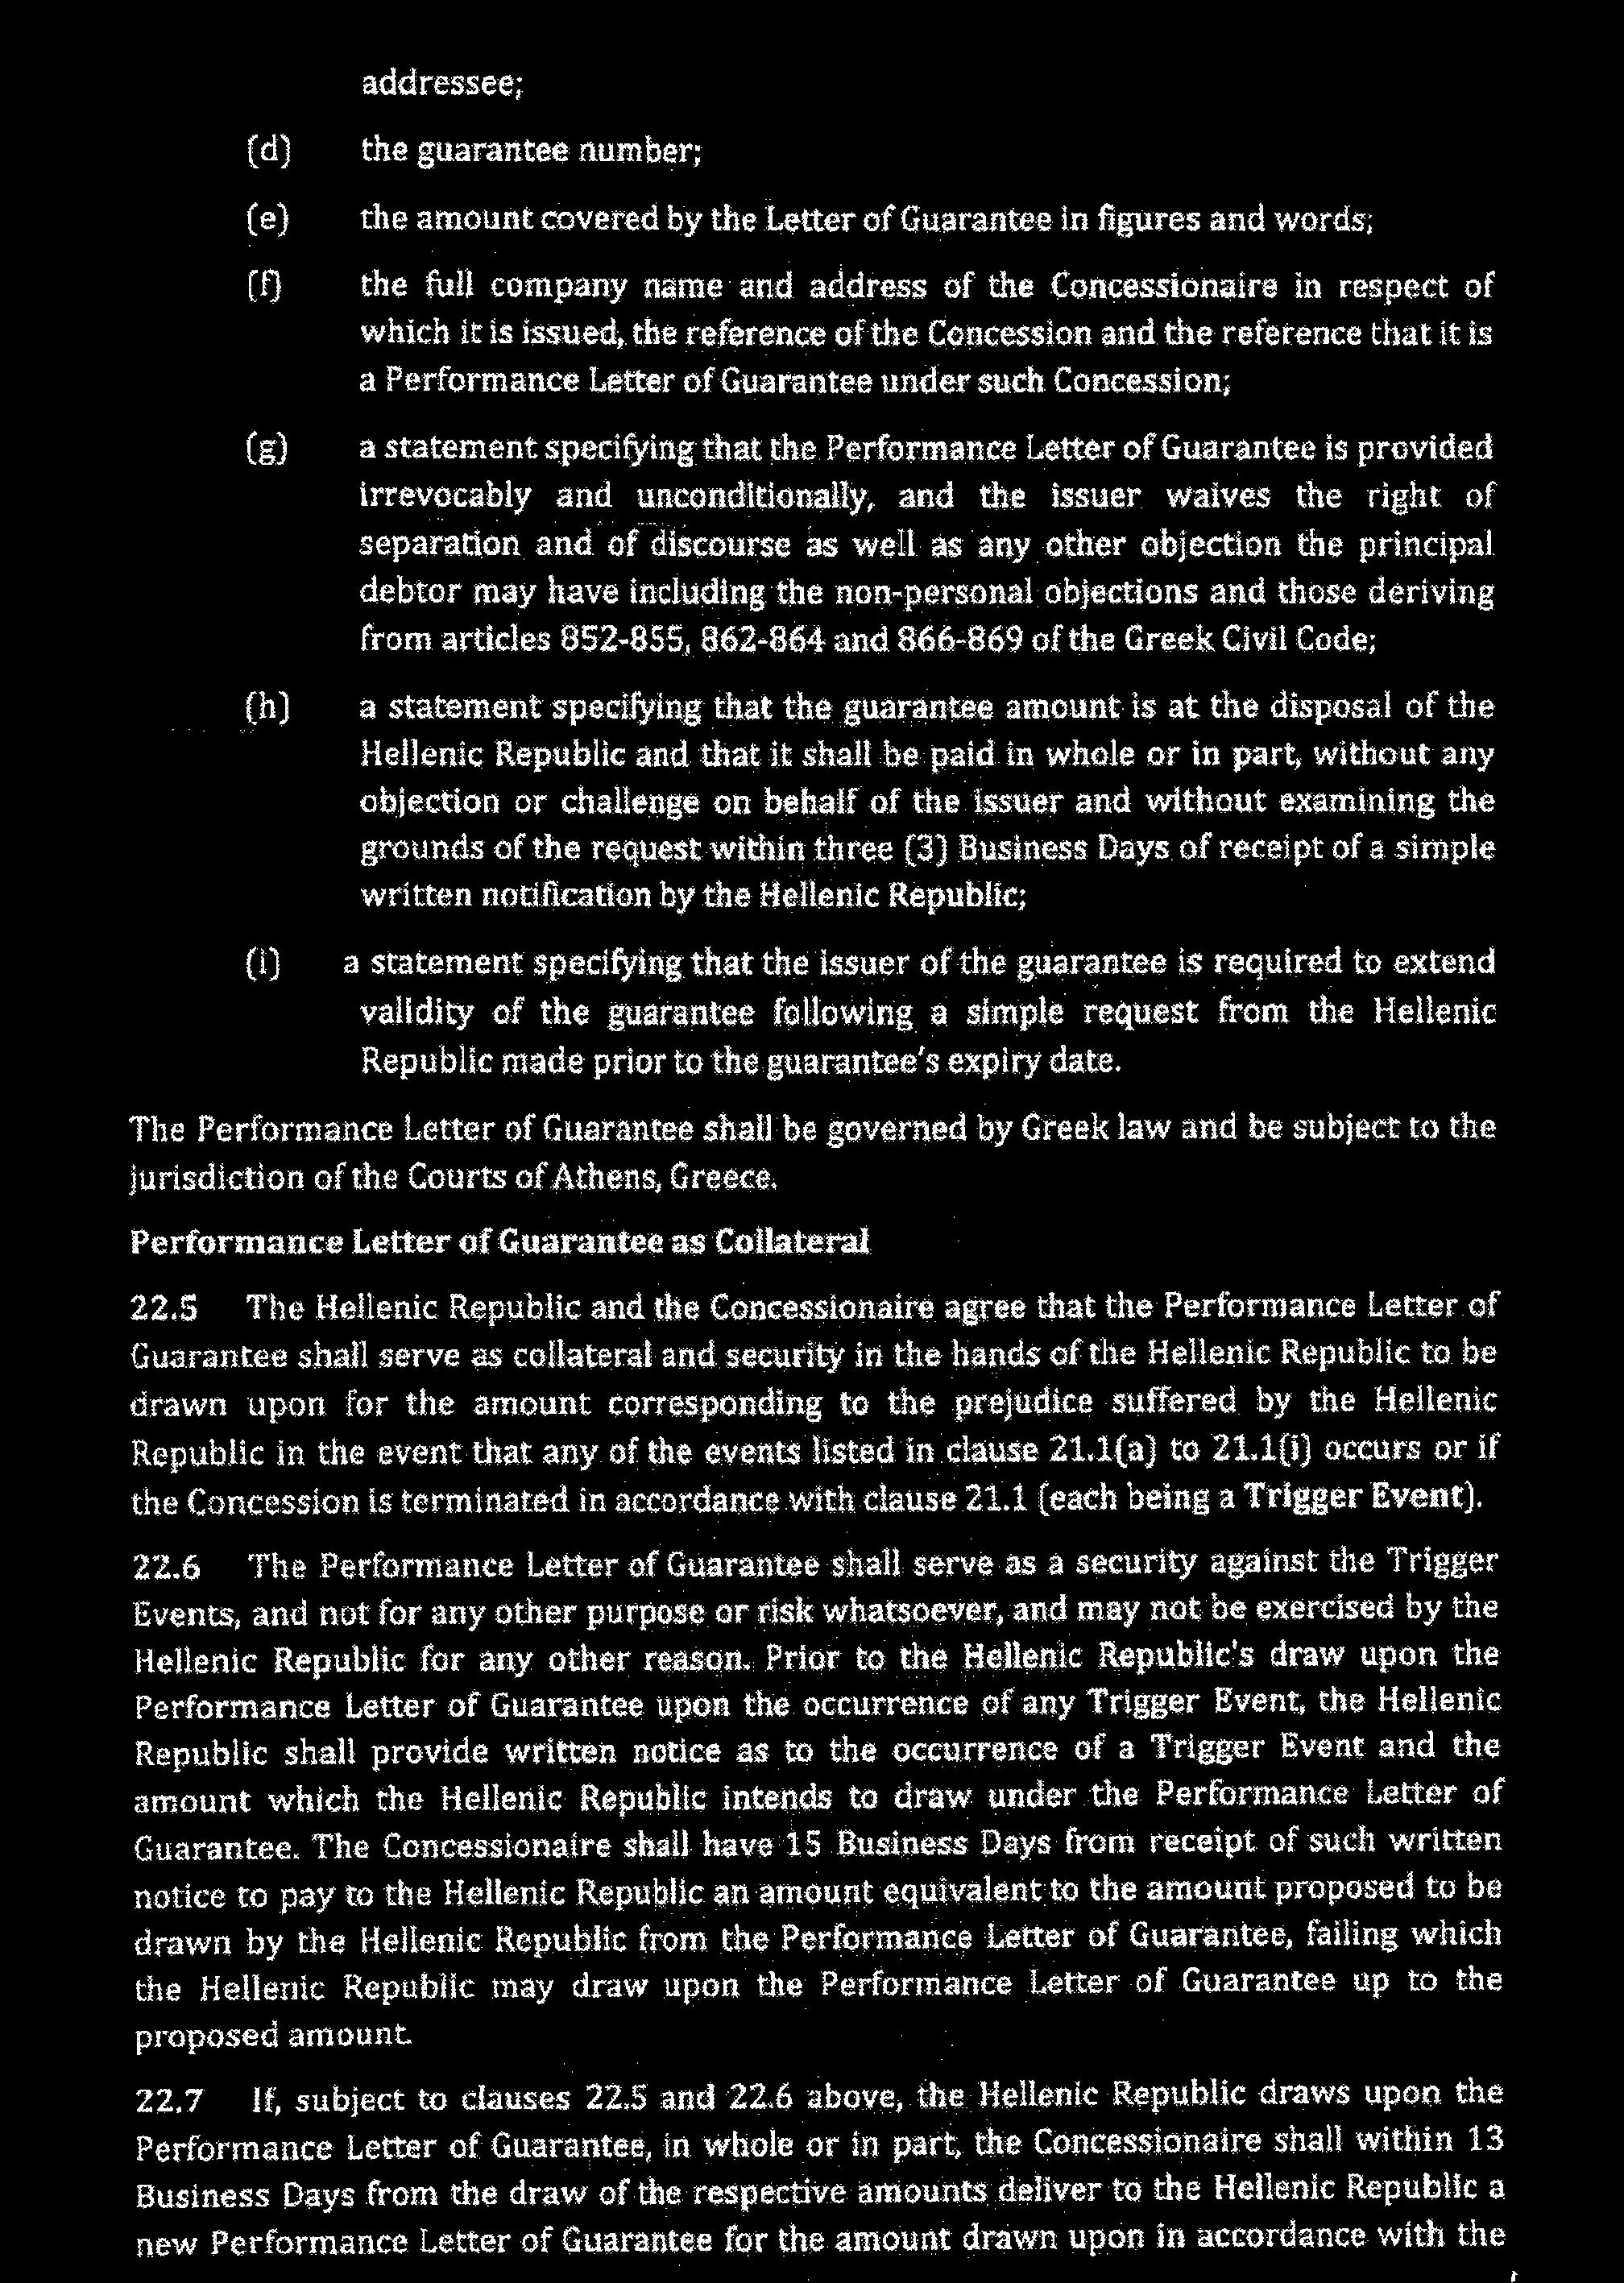 addressee;
(d) the guarantee number;
(e) the amount covered by the Letter of Guarantee in figures and words;
(f) the full company name and address of the Concessionaire in respect of
which it is issued, the reference of the Concession and the reference that it is
a Performance Letter of Guarantee under such Concession;
(g) a statement specifying that the Performance Letter of Guarantee is provided
irrevocably and unconditionally, and the issuer waives the right of
separation and of discourse as well as any other objection the principal
debtor may have including the non-personal objections and those deriving
from articles 852-855, 862-864 and 866-869 of the Greek Civil Code;
(h) a statement specifying that the guarantee amount is at the disposal of the
Hellenic Republic and that it shall be paid in whole or in part, without any
objection or challenge on behalf of the issuer and without examining the
grounds of the request within three (3) Business Days of receipt of a simple
written notification by the Hellenic Republic;
(i) a statement specifying that the issuer of the guarantee is required to extend
validity of the guarantee following a simple request from the Hellenic
Republic made prior to the guarantee's expiry date.
The Performance Letter of Guarantee shall be governed by Greek law and be subject to the
jurisdiction of the Courts of Athens, Greece.
Performance Letter of Guarantee as Collateral
22.5 The Hellenic Republic and the Concessionaire agree that the Performance Letter of
Guarantee shall serve as collateral and security in the hands of the Hellenic Republic to be
drawn upon for the amount corresponding to the prejudice suffered by the Hellenic
Republic in the event that any of the events listed in clause 21.1(a) to 21.1(i) occurs or if
the Concession is terminated in accordance with clause 21.1 (each being a Trigger Event).
22.6 The Performance Letter of Guarantee shall serve as a security against the Trigger
Events, and not for any other purpose or risk whatsoever, and may not be exercised by the
Hellenic Republic for any other reason. Prior to the Hellenic Republic's draw upon the
Performance Letter of Guarantee upon the occurrence of any Trigger Event, the Hellenic
Republic shall provide written notice as to the occurrence of a Trigger Event and the
amount which the Hellenic Republic intends to draw under the Performance Letter of
Guarantee. The Concessionaire shall have 15 Business Days from receipt of such written
notice to pay to the Hellenic Republic an amount equivalent to the amount proposed to be
drawn by the Hellenic Republic from the Performance Letter of Guarantee, failing which
the Hellenic Republic may draw upon the Performance Letter of Guarantee up to the
proposed amount.
22.7 If, subject to clauses 22.5 and 22.6 above, the Hellenic Republic draws upon the
Performance Letter of Guarantee, in whole or in part, the Concessionaire shall within 13
Business Days from the draw of the respective amounts deliver to the Hellenic Republic a
new Performance Letter of Guarantee for the amount drawn upon in accordance with the